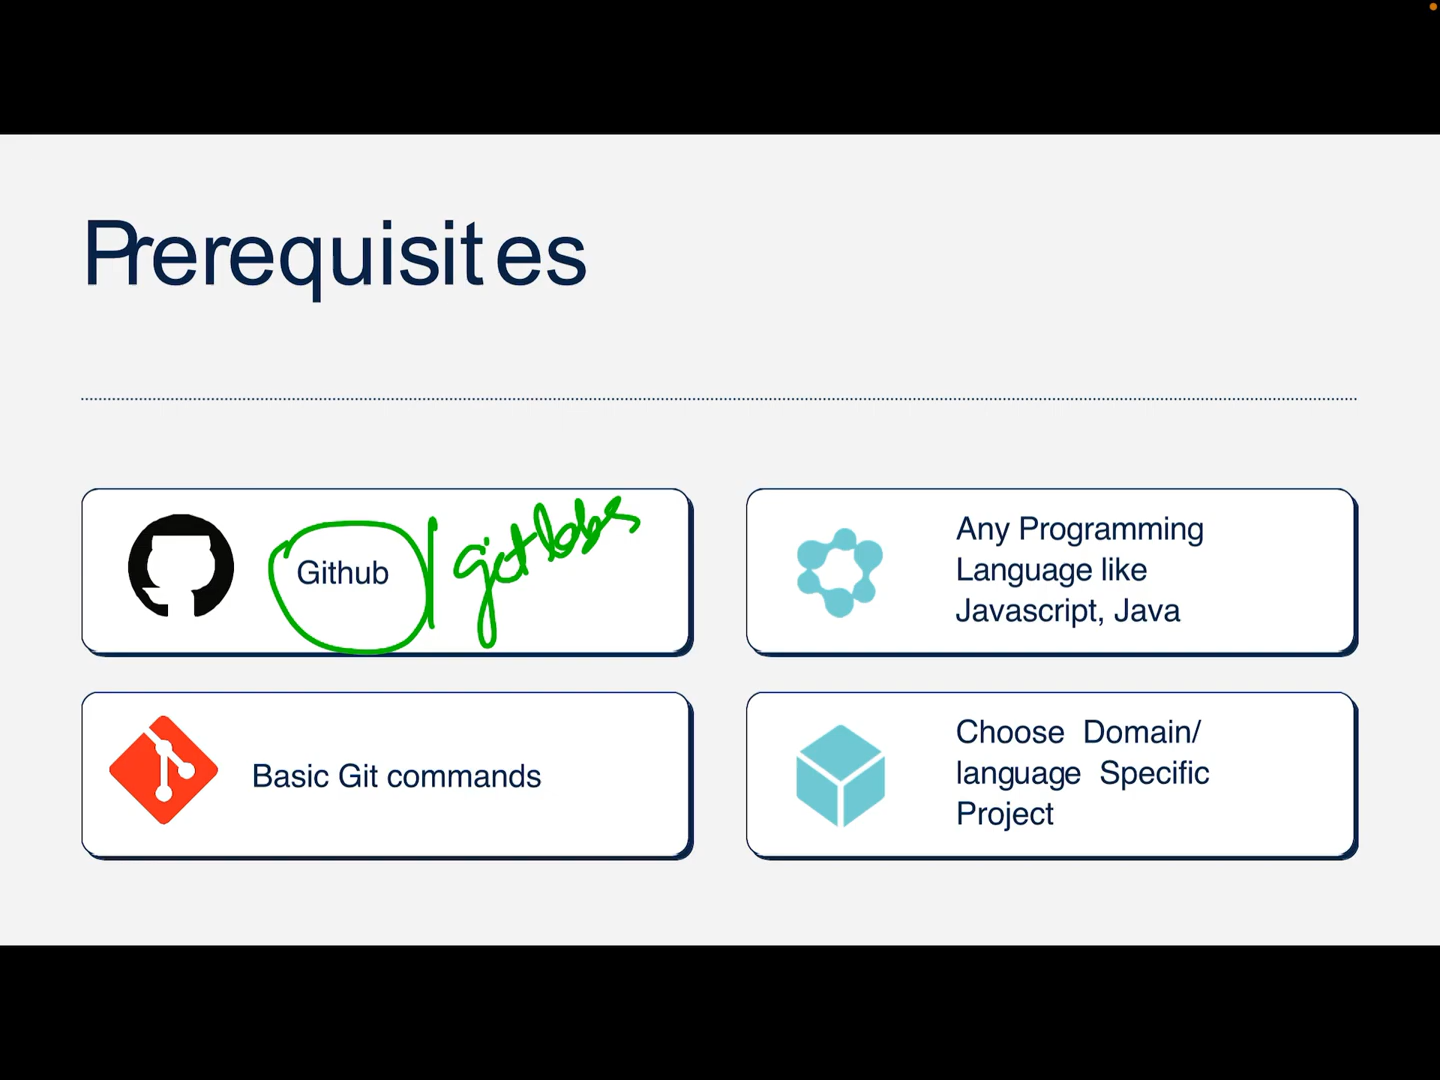 Prerequisites
Github / gitlabs
Any Programming
Language like
Javascript, Java
Basic Git commands
Choose Domain/
language Specific
Project